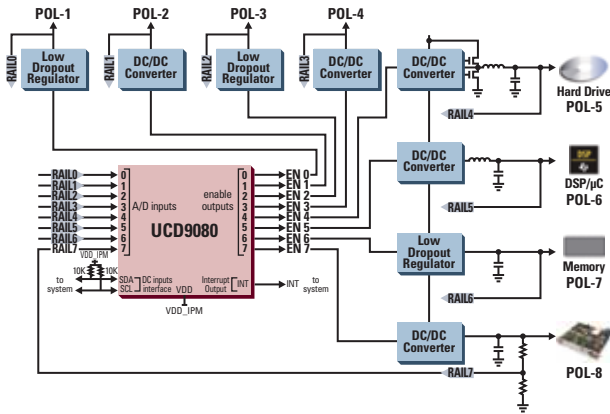 POL-1
POL-2
POL-3
POL-4
RAIL0
Low
Dropout
Regulator
RAIL1
DC/DC
Converter
RAIL2
Low
Dropout
Regulator
RAIL3
DC/DC
Converter
DC/DC
Converter
Hard Drive
POL-5
RAIL4
DC/DC
Converter
DSP
DSP/µC
POL-6
RAIL5
Low
Dropout
Regulator
Memory
POL-7
RAIL6
DC/DC
Converter
POL-8
RAIL7
RAIL0
RAIL1
RAIL2
RAIL3
RAIL4
RAIL5
RAIL6
RAIL7
0
1
2
3
4
5
6
7
A/D inputs
UCD9080
enable
outputs
0
1
2
3
4
5
6
7
EN 0
EN 1
EN 2
EN 3
EN 4
EN 5
EN 6
EN 7
VDD_IPM
10K
10K
to
system
SDA
SCL
DC inputs
interface
VDD
Interrupt
Output
INT
INT
to
system
VDD_IPM